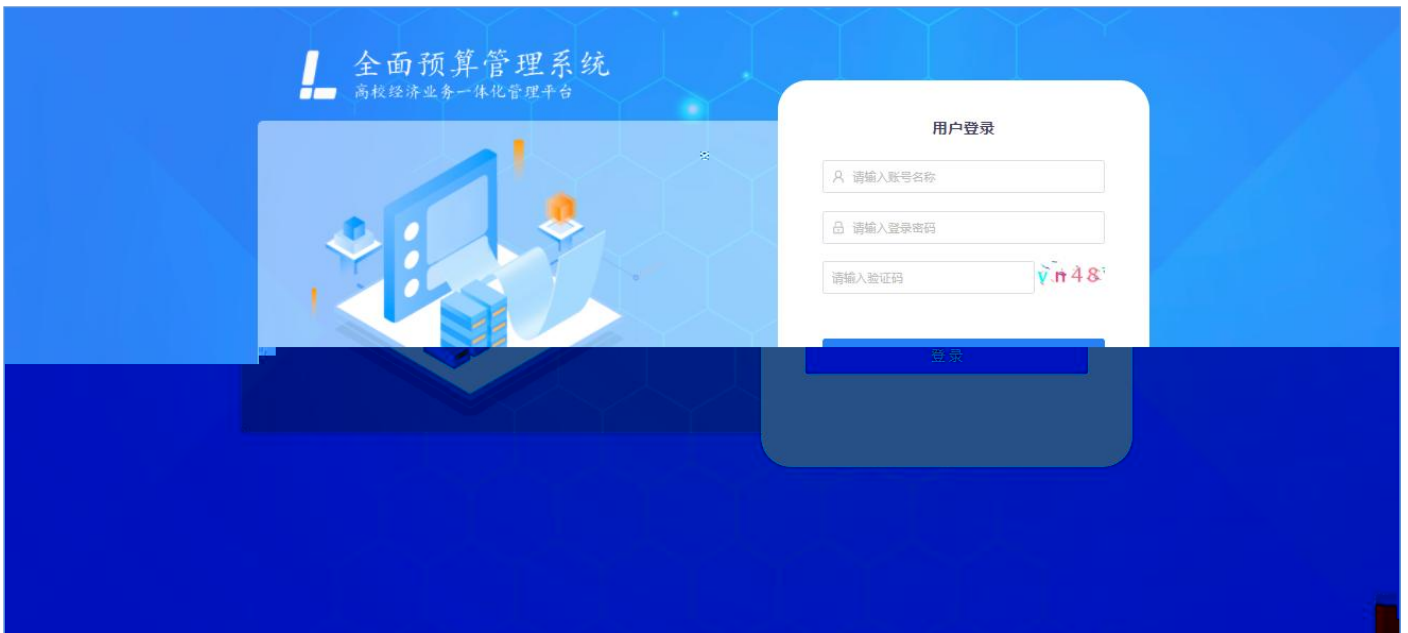 全面预算管理系统
高校经济业务一体化管理平台
用户登录
请输入账号名称
请输入登录密码
请输入验证码
登录